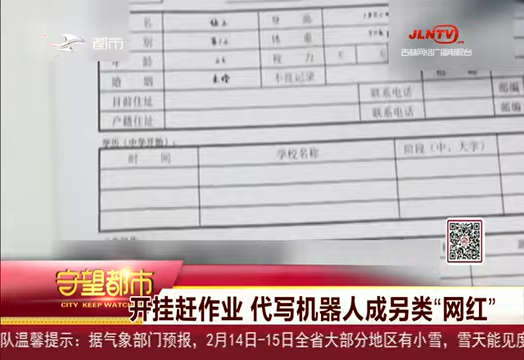 都市
JLNTV
吉林网络广播电视台
名 身高
别 体重
年龄 视力
婚姻 未婚 不良记录
目前住址 联系电话 邮编
户籍住址 联系电话 邮编
学历（中学开始）：
时间 学校名称 阶段（中、大学）
守望都市
CITY KEEP WATCH
开挂赶作业 代写机器人成另类“网红”
队温馨提示：据气象部门预报，2月14日-15日全省大部分地区有小雪，雪天能见度